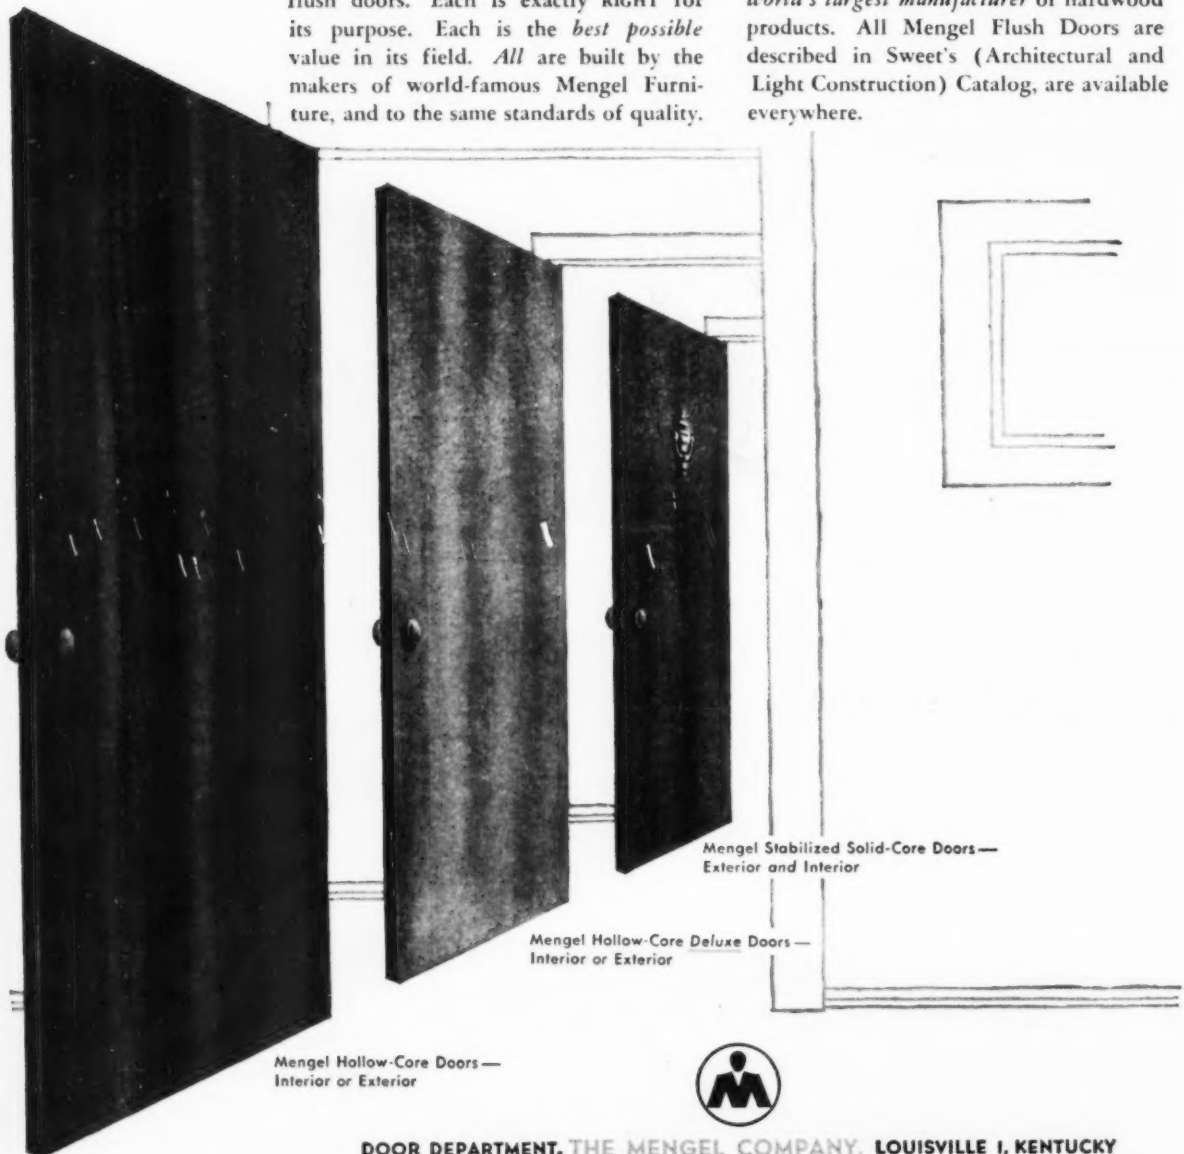 flush doors. Each is exactly RIGHT for
its purpose. Each is the best possible
value in its field. All are built by the
makers of world-famous Mengel Furni-
ture, and to the same standards of quality.
world's largest manufacturer of hardwood
products. All Mengel Flush Doors are
described in Sweet's (Architectural and
Light Construction) Catalog, are available
everywhere.
Mengel Stabilized Solid-Core Doors—
Exterior and Interior
Mengel Hollow-Core Deluxe Doors—
Interior or Exterior
Mengel Hollow-Core Doors—
Interior or Exterior
DOOR DEPARTMENT, THE MENGEL COMPANY, LOUISVILLE 1, KENTUCKY